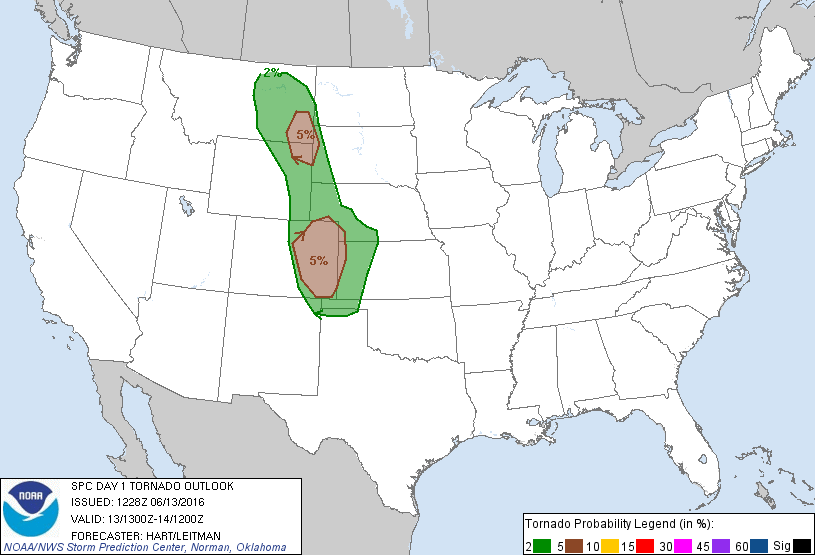 2%
5%
5%
NOAA
SPC DAY 1 TORNADO OUTLOOK
ISSUED: 1228Z 06/13/2016
VALID: 13/1300Z-14/1200Z
FORECASTER: HART/LEITMAN
NOAA/NWS Storm Prediction Center, Norman, Oklahoma
Tornado Probability Legend (in %):
2 5 10 15 30 45 60 Sig